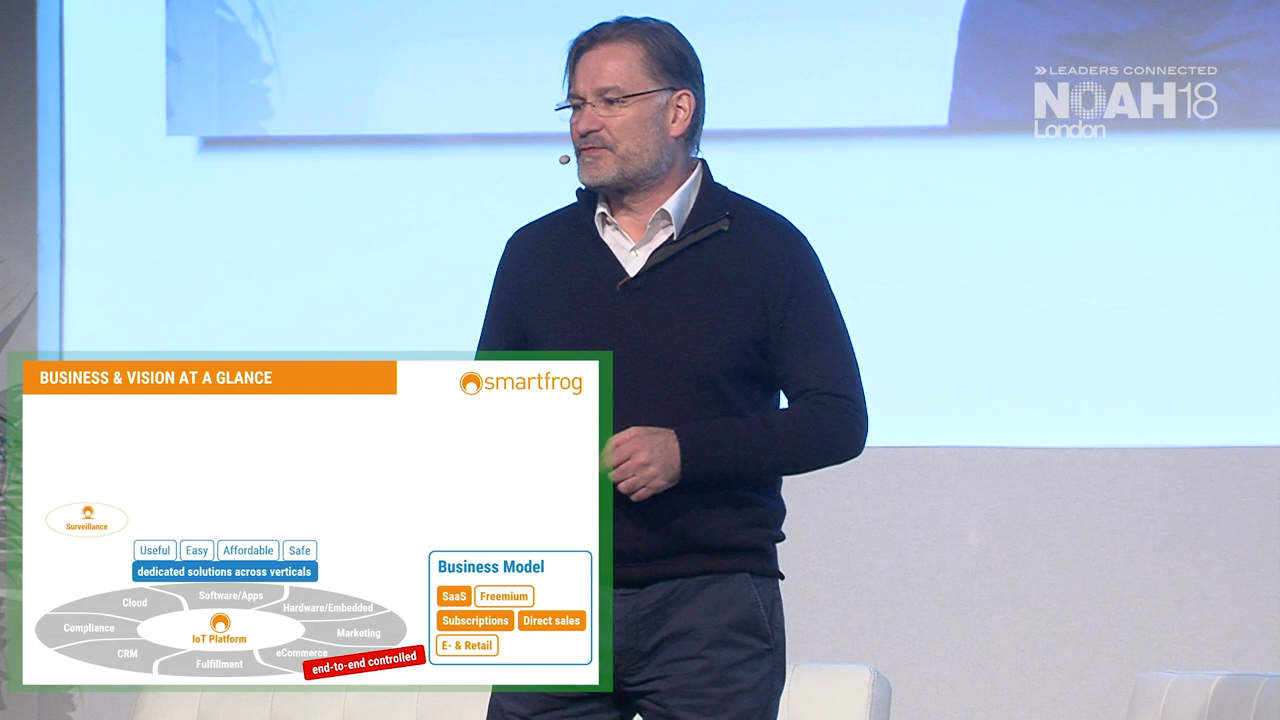 LEADERS CONNECTED
NOAH18
London
BUSINESS & VISION AT A GLANCE
smartfrog
Surveillance
Useful Easy Affordable Safe
dedicated solutions across verticals
Cloud
Software/Apps
Hardware/Embedded
Compliance
IoT Platform
Marketing
CRM
Fulfillment
eCommerce
end-to-end controlled
Business Model
SaaS Freemium
Subscriptions Direct sales
E- & Retail